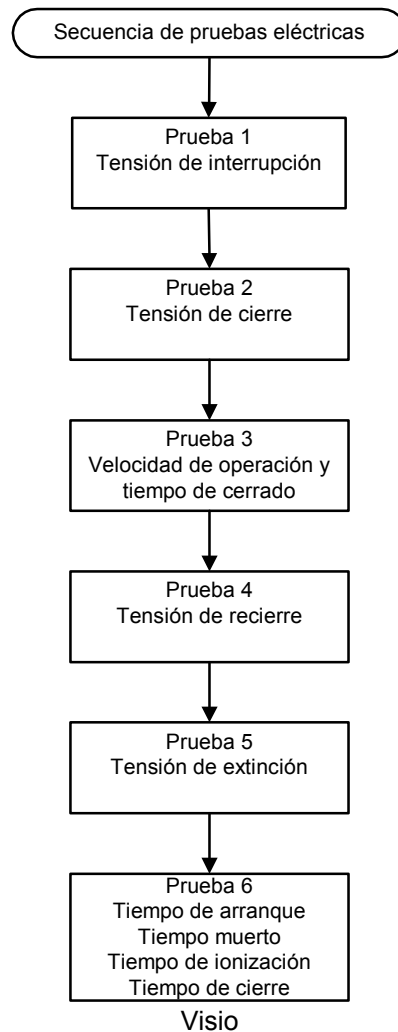 Secuencia de pruebas eléctricas
Prueba 1
Tensión de interrupción
Prueba 2
Tensión de cierre
Prueba 3
Velocidad de operación y
tiempo de cerrado
Prueba 4
Tensión de recierre
Prueba 5
Tensión de extinción
Prueba 6
Tiempo de arranque
Tiempo muerto
Tiempo de ionización
Tiempo de cierre
Visio